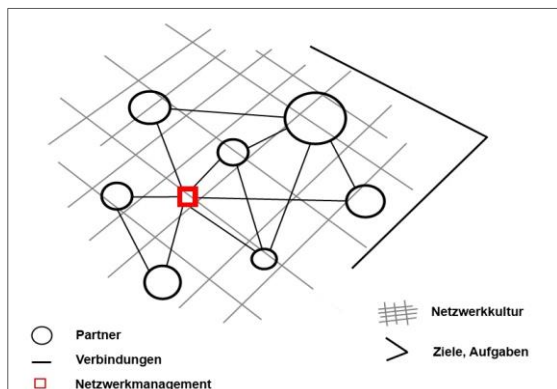 Netzwerkkultur
Partner
Verbindungen
Ziele, Aufgaben
Netzwerkmanagement